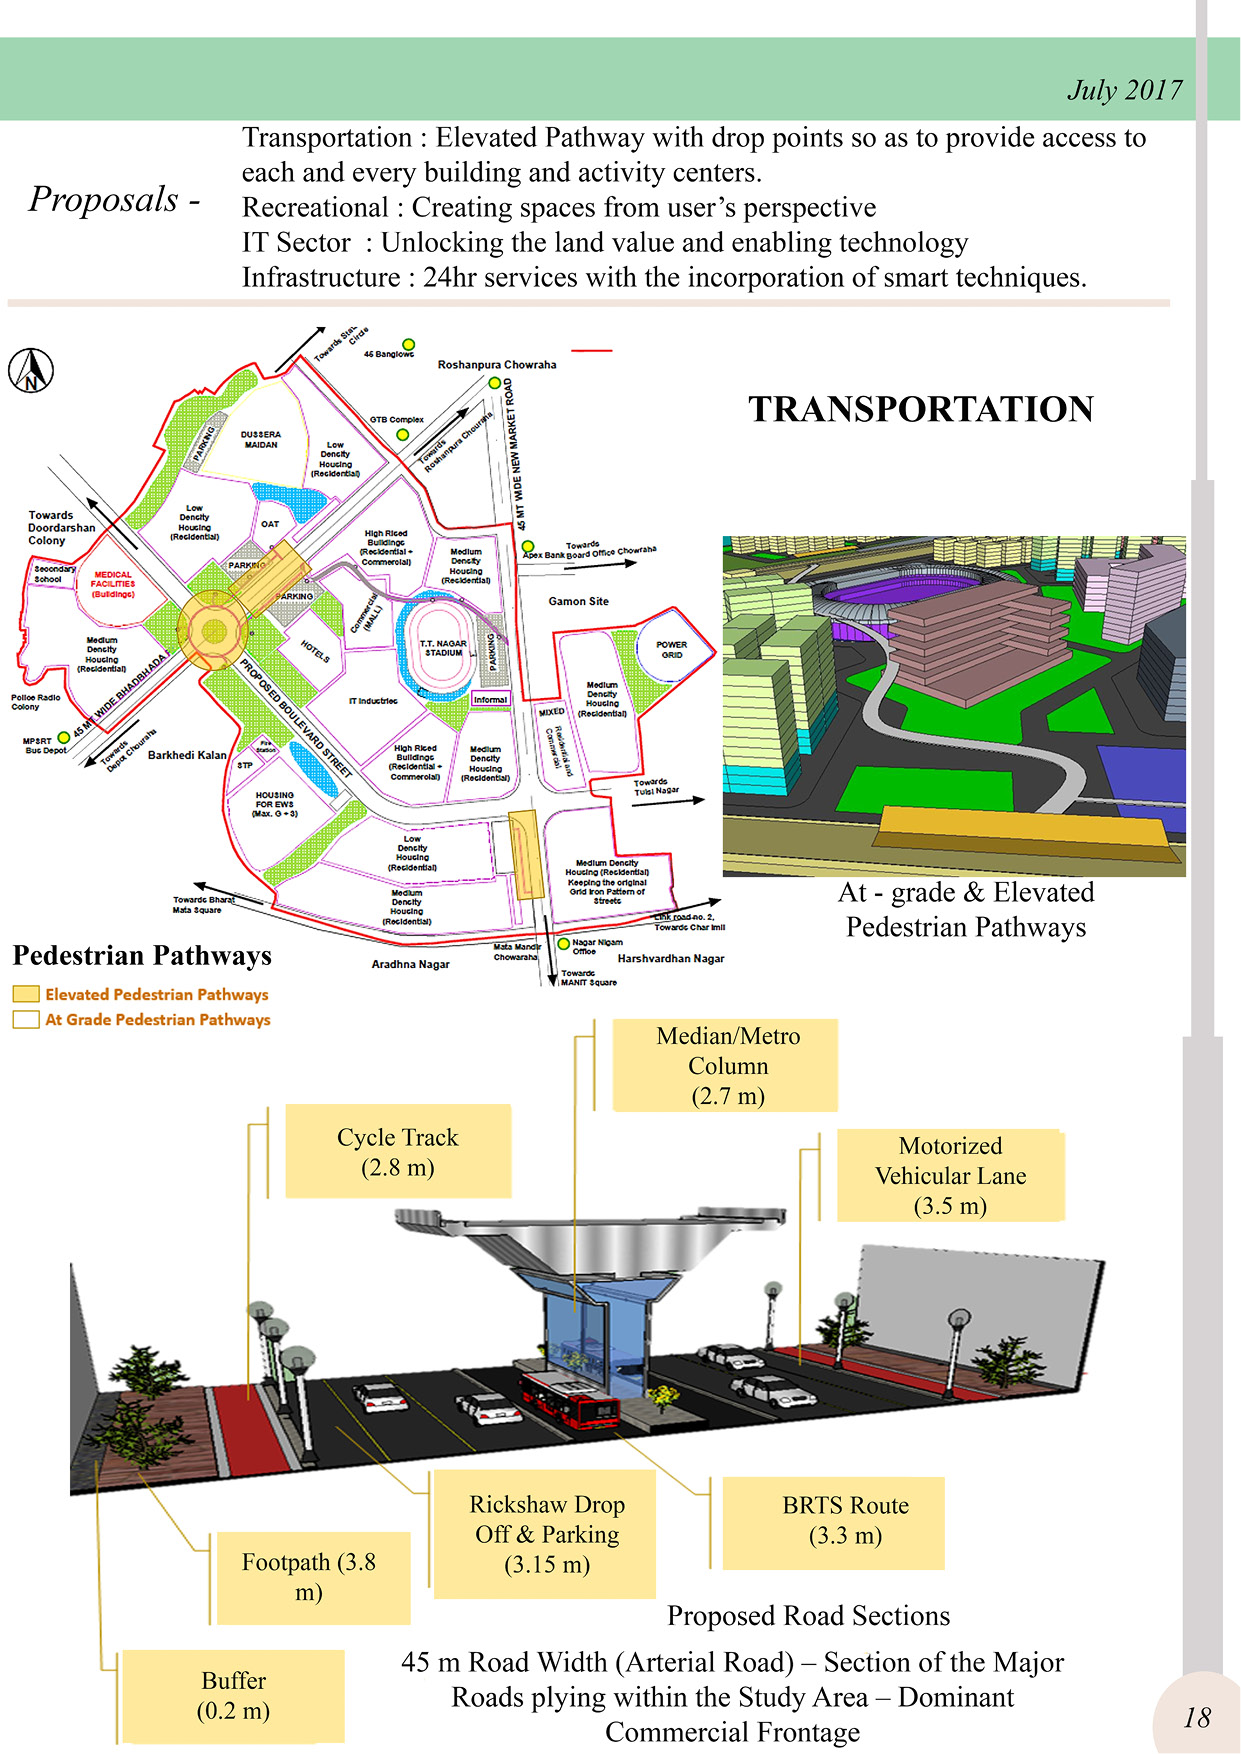 July 2017
Proposals -
Transportation : Elevated Pathway with drop points so as to provide access to
each and every building and activity centers.
Recreational : Creating spaces from user’s perspective
IT Sector  : Unlocking the land value and enabling technology
Infrastructure : 24hr services with the incorporation of smart techniques.
N
Towards
Circle
45 Banglows
Roshanpura Chowraha
GTB Complex
Towards
Roshanpura Chouraha
45 MT WIDE NEW MARKET ROAD
PARKING
DUSSERA
MAIDAN
Low
Density
Housing
(Residential)
Towards
Doordarshan
Colony
Low
Density
Housing
(Residential)
OAT
High Rised
Buildings
(Residential +
Commercial)
Medium
Density
Housing
(Residential)
Apex Bank
Towards
Board Office Chowraha
Secondary
School
MEDICAL
FACILITIES
(Buildings)
PARKING
PARKING
Commercial
(MALL)
Gamon Site
Medium
Density
Housing
(Residential)
HOTELS
T.T. NAGAR
STADIUM
PARKING
POWER
GRID
Police Radio
Colony
45 MT WIDE BHADBHADA
PROPOSED BOULEVARD STREET
IT Industries
Informal
MIXED
Residential and
Commercial
Medium
Density
Housing
(Residential)
MPSRT
Bus Depot
Towards
Depot Chouraha
Barkhedi Kalan
Fire
Station
STP
High Rised
Buildings
(Residential +
Commercial)
Medium
Density
Housing
(Residential)
Towards
Tulsi Nagar
HOUSING
FOR EWS
(Max. G + 3)
Low
Density
Housing
(Residential)
Medium Density
Housing (Residential)
Keeping the original
Grid Iron Pattern of
Streets
Towards Bharat
Mata Square
Medium
Density
Housing
(Residential)
Link road no. 2,
Towards Char Imli
Mata Mandir
Chowaraha
Nagar Nigam
Office
Aradhna Nagar
Harshvardhan Nagar
Towards
MANIT Square
Pedestrian Pathways
Elevated Pedestrian Pathways
At Grade Pedestrian Pathways
TRANSPORTATION
At - grade & Elevated
Pedestrian Pathways
Median/Metro
Column
(2.7 m)
Cycle Track
(2.8 m)
Motorized
Vehicular Lane
(3.5 m)
Rickshaw Drop
Off & Parking
(3.15 m)
BRTS Route
(3.3 m)
Footpath (3.8
m)
Buffer
(0.2 m)
Proposed Road Sections
45 m Road Width (Arterial Road) – Section of the Major
Roads plying within the Study Area – Dominant
Commercial Frontage
18